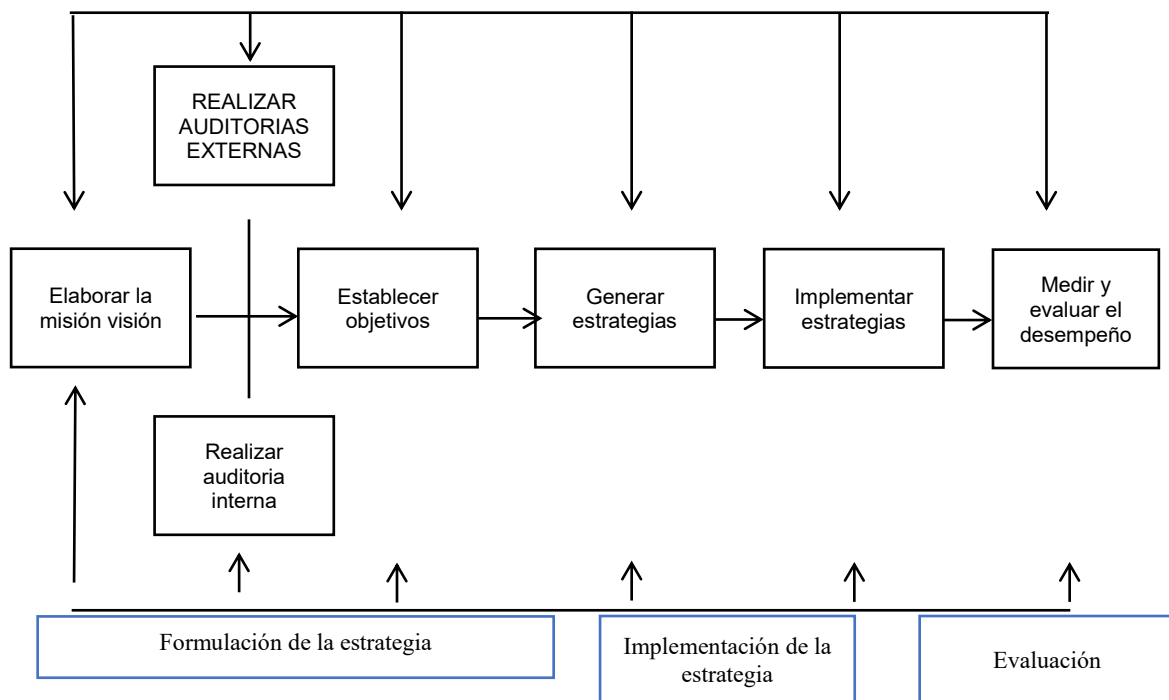 REALIZAR
AUDITORIAS
EXTERNAS
Elaborar la
misión visión
Establecer
objetivos
Generar
estrategias
Implementar
estrategias
Medir y
evaluar el
desempeño
Realizar
auditoria
interna
Formulación de la estrategia
Implementación de la
estrategia
Evaluación